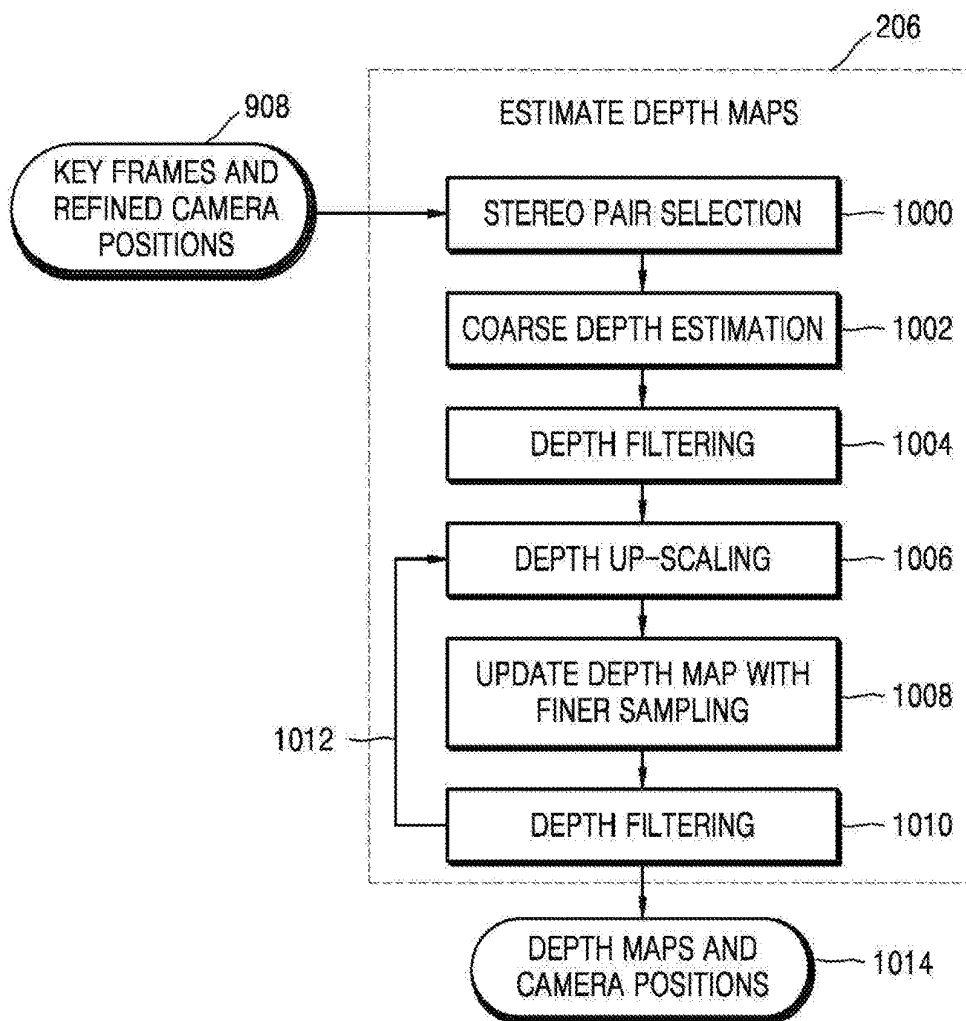 206
908
ESTIMATE DEPTH MAPS
KEY FRAMES AND
REFINED CAMERA
POSITIONS
STEREO PAIR SELECTION
1000
COARSE DEPTH ESTIMATION
1002
DEPTH FILTERING
1004
DEPTH UP-SCALING
1006
UPDATE DEPTH MAP WITH
FINER SAMPLING
1008
1012
DEPTH FILTERING
1010
DEPTH MAPS AND
CAMERA POSITIONS
1014